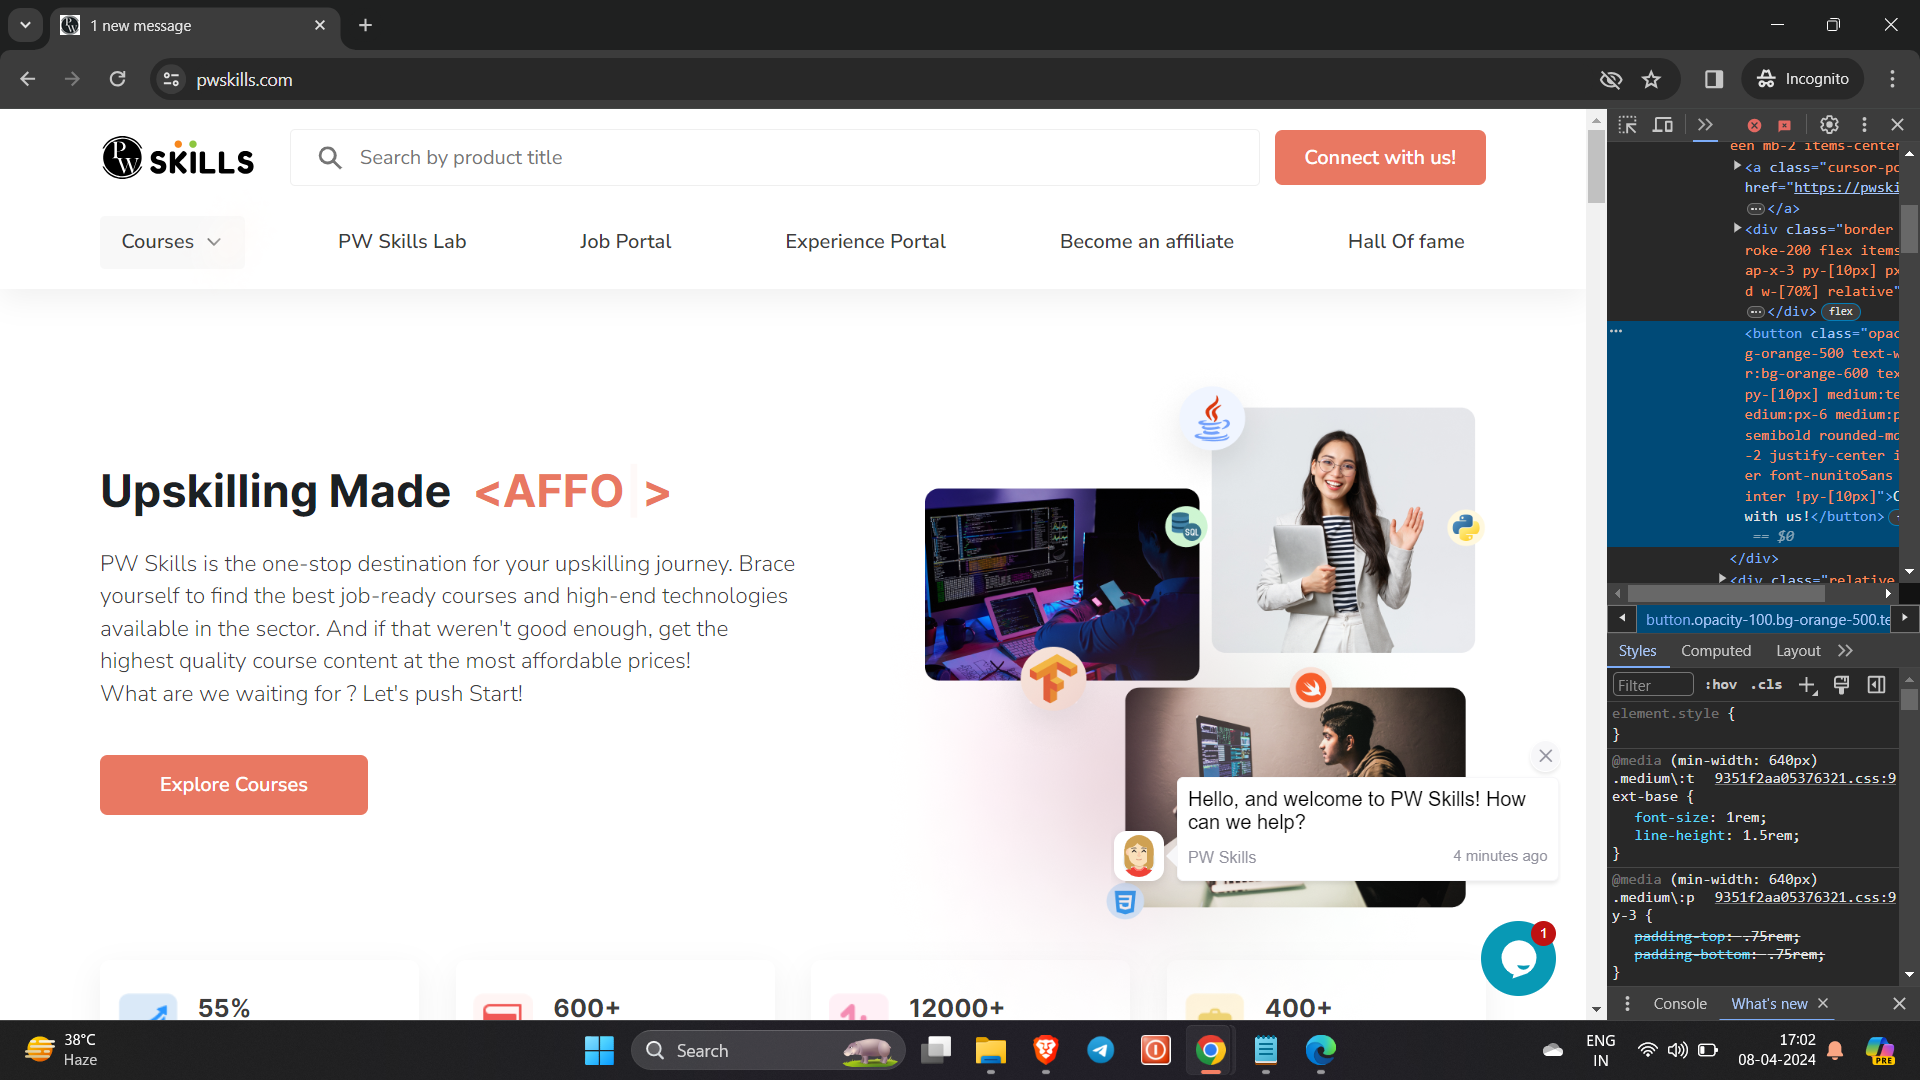 1 new message
pwskills.com
Incognito
PW SKILLS
Search by product title
Connect with us!
Courses
PW Skills Lab
Job Portal
Experience Portal
Become an affiliate
Hall Of fame
Upskilling Made <AFFO >
PW Skills is the one-stop destination for your upskilling journey. Brace
yourself to find the best job-ready courses and high-end technologies
available in the sector. And if that weren't good enough, get the
highest quality course content at the most affordable prices!
What are we waiting for ? Let's push Start!
Explore Courses
SQL
Hello, and welcome to PW Skills! How
can we help?
PW Skills
4 minutes ago
1
55%
600+
12000+
400+
een mb-2 items-center
<a class="cursor-po
href="https://pwski
</a>
<div class="border
roke-200 flex items
ap-x-3 py-[10px] px
d w-[70%] relative"
</div> flex
<button class="opac
g-orange-500 text-w
r:bg-orange-600 tex
py-[10px] medium:te
edium:px-6 medium:p
semibold rounded-md
-2 justify-center i
er font-nunitoSans
inter !py-[10px]">C
with us!</button>
== $0
</div>
<div class="relative
button.opacity-100.bg-orange-500.te
Styles
Computed
Layout
Filter
:hov
.cls
element.style {
}
@media (min-width: 640px)
.medium\:t 9351f2aa05376321.css:9
ext-base {
font-size: 1rem;
line-height: 1.5rem;
}
@media (min-width: 640px)
.medium\:p 9351f2aa05376321.css:9
y-3 {
padding-top: .75rem;
padding-bottom: .75rem;
}
Console
What's new
38°C
Haze
Search
ENG
IN
17:02
08-04-2024
PRE